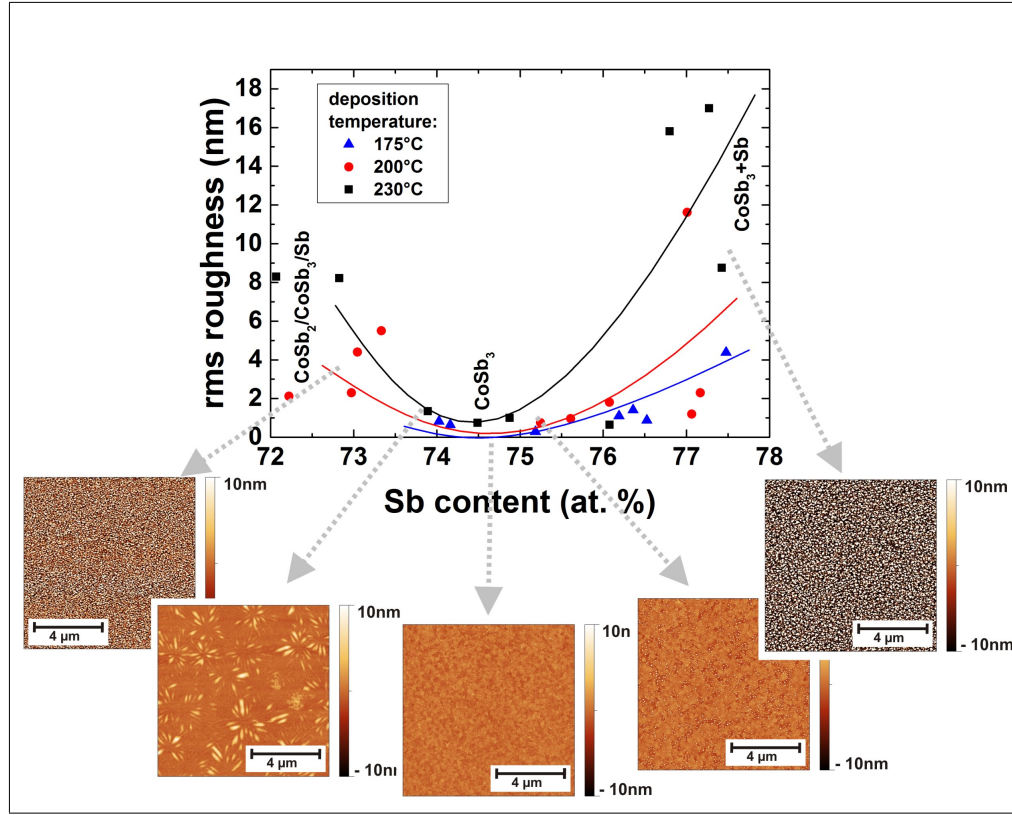 18
16
14
12
10
8
6
4
2
0
rms roughness (nm)
deposition
temperature:
175°C
200°C
230°C
CoSb2/CoSb3/Sb
CoSb3
CoSb3+Sb
72
73
74
75
76
77
78
Sb content (at. %)
10nm
4 µm
10nm
- 10nm
4 µm
10n
- 10nm
4 µm
- 10nm
4 µm
10nm
- 10nm
4 µm